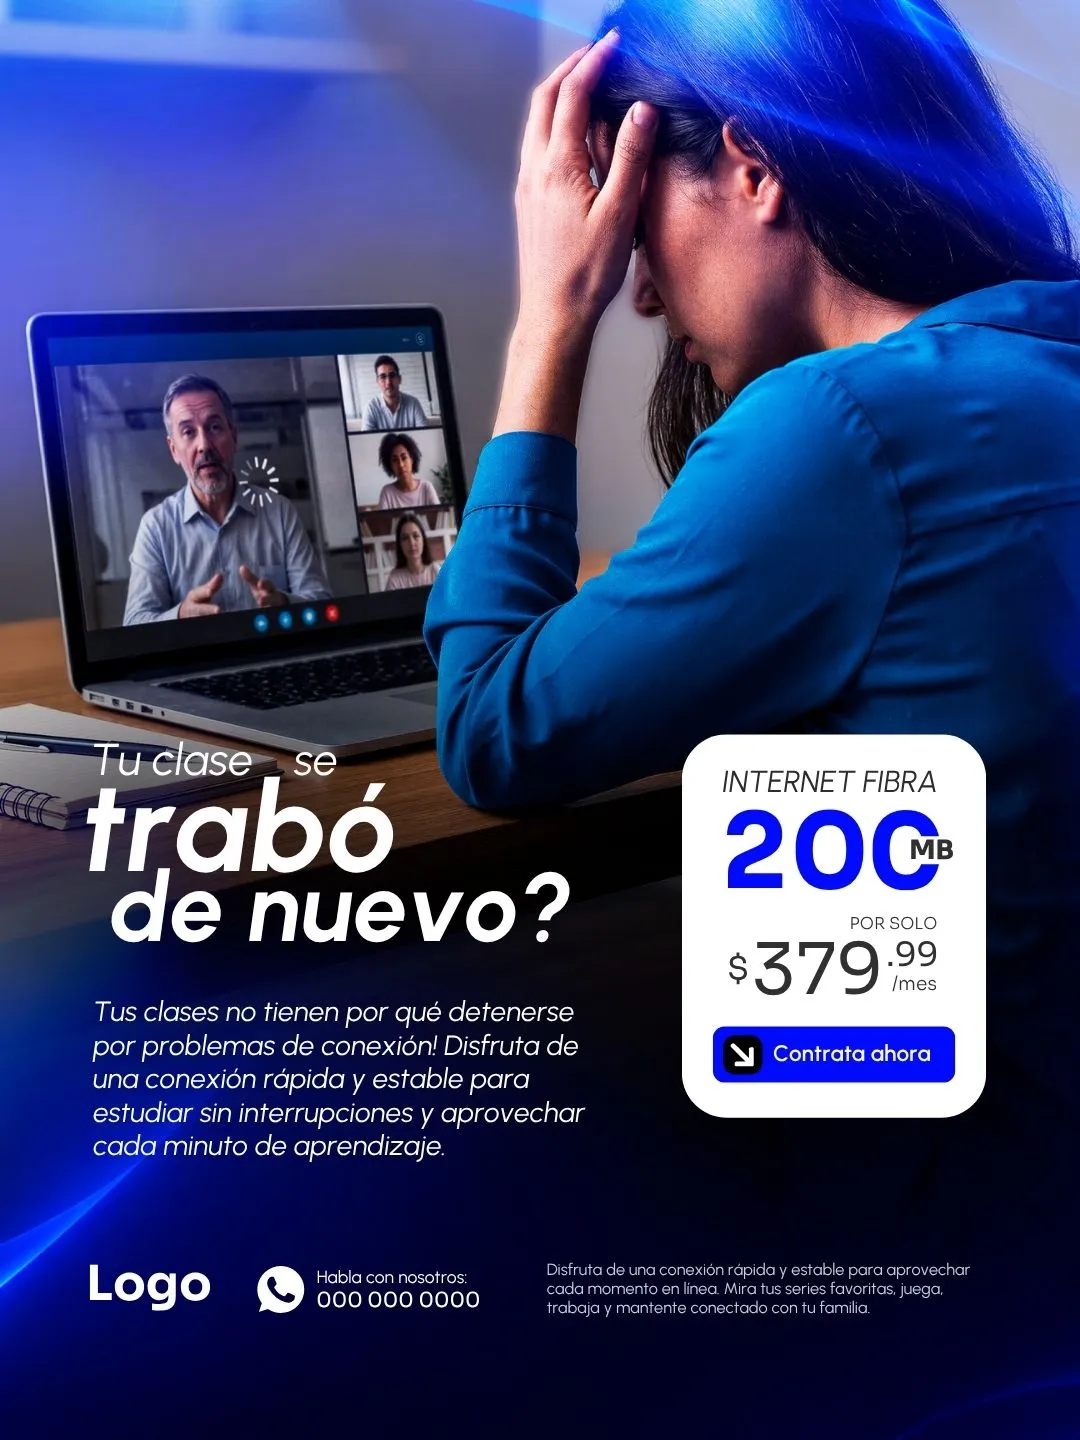 Tu clase se
trabó
de nuevo?
Tus clases no tienen por qué detenerse
por problemas de conexión! Disfruta de
una conexión rápida y estable para
estudiar sin interrupciones y aprovechar
cada minuto de aprendizaje.
INTERNET FIBRA
200 MB
POR SOLO
$379.99
/mes
Contrata ahora
Logo
Habla con nosotros:
000 000 0000
Disfruta de una conexión rápida y estable para aprovechar
cada momento en línea. Mira tus series favoritas, juega,
trabaja y mantente conectado con tu familia.